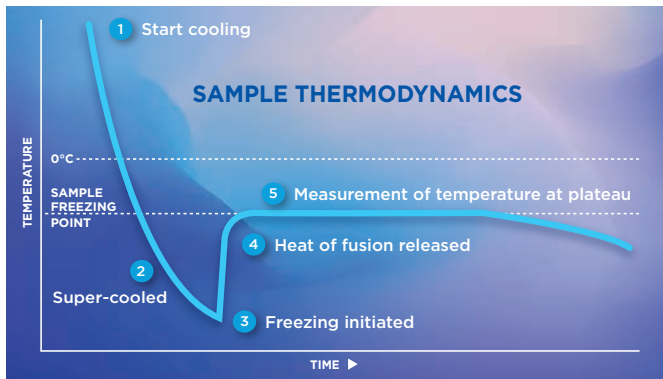 1 Start cooling
SAMPLE THERMODYNAMICS
TEMPERATURE
0°C
SAMPLE
FREEZING
POINT
5 Measurement of temperature at plateau
4 Heat of fusion released
2
Super-cooled
3 Freezing initiated
TIME ▶